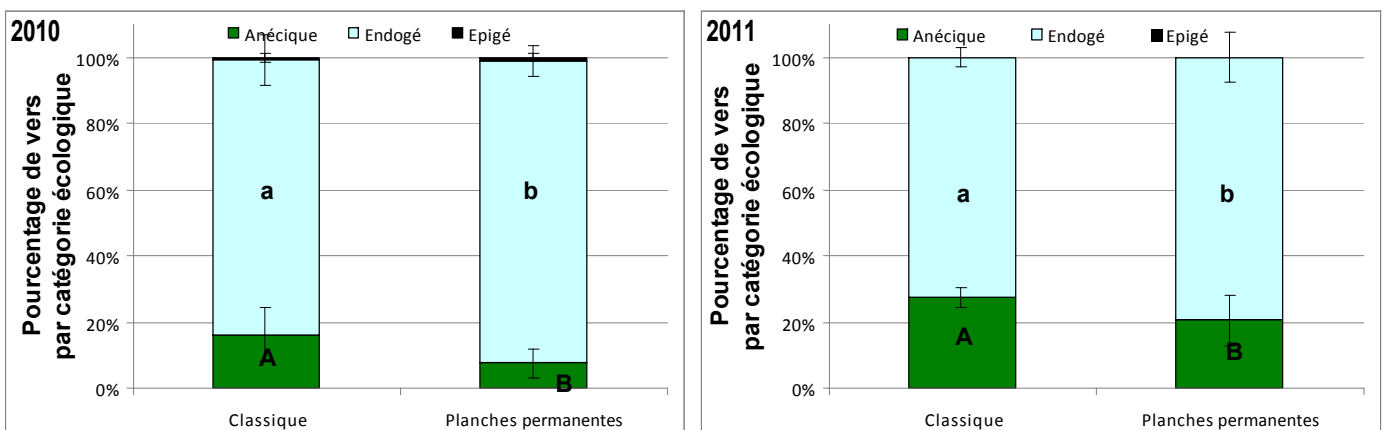 2010
Anécique Endogé Epigé
Pourcentage de vers
par catégorie écologique
100%
80%
60%
40%
20%
0%
a
b
A
B
Classique Planches permanentes
2011
Anécique Endogé Epigé
Pourcentage de vers
par catégorie écologique
100%
80%
60%
40%
20%
0%
a
b
A
B
Classique Planches permanentes